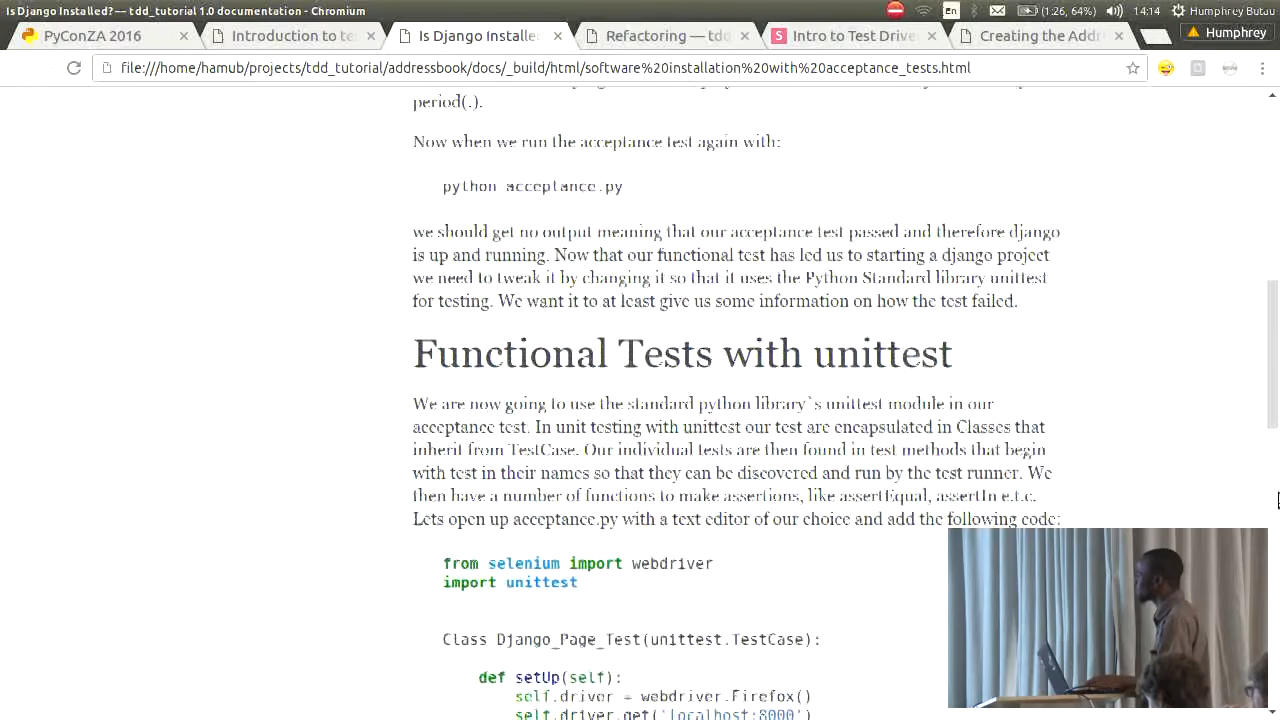 Is Django Installed? — tdd_tutorial 1.0 documentation - Chromium
En
(1:26, 64%)
14:14
Humphrey Butau
PyConZA 2016
Introduction to te
Is Django Installe
Refactoring — tdd
Intro to Test Drive
Creating the Addr
Humphrey
file:///home/hamub/projects/tdd_tutorial/addressbook/docs/_build/html/software%20installation%20with%20acceptance_tests.html
period(.).
Now when we run the acceptance test again with:
python acceptance.py
we should get no output meaning that our acceptance test passed and therefore django
is up and running. Now that our functional test has led us to starting a django project
we need to tweak it by changing it so that it uses the Python Standard library unittest
for testing. We want it to at least give us some information on how the test failed.
Functional Tests with unittest
We are now going to use the standard python library`s unittest module in our
acceptance test. In unit testing with unittest our test are encapsulated in Classes that
inherit from TestCase. Our individual tests are then found in test methods that begin
with test in their names so that they can be discovered and run by the test runner. We
then have a number of functions to make assertions, like assertEqual, assertIn e.t.c.
Lets open up acceptance.py with a text editor of our choice and add the following code:
from selenium import webdriver
import unittest
Class Django_Page_Test(unittest.TestCase):
def setUp(self):
self.driver = webdriver.Firefox()
self.driver.get('localhost:8000')